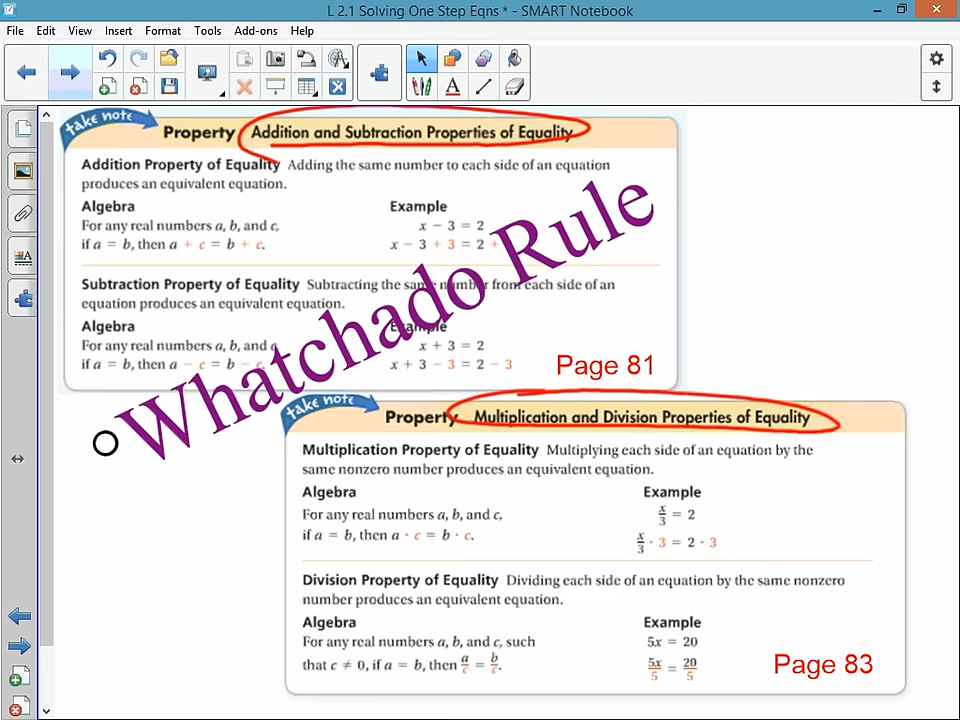 L 2.1 Solving One Step Eqns * - SMART Notebook
File Edit View Insert Format Tools Add-ons Help
take note
Property Addition and Subtraction Properties of Equality
Addition Property of Equality Adding the same number to each side of an equation
produces an equivalent equation.
Algebra Example
For any real numbers a, b, and c, x − 3 = 2
if a = b, then a + c = b + c. x − 3 + 3 = 2 +
Subtraction Property of Equality Subtracting the same number from each side of an
equation produces an equivalent equation.
Algebra Example
For any real numbers a, b, and c x + 3 = 2
if a = b, then a − c = b − c. x + 3 − 3 = 2 − 3
Page 81
Whatchado Rule
take note
Property Multiplication and Division Properties of Equality
Multiplication Property of Equality Multiplying each side of an equation by the
same nonzero number produces an equivalent equation.
Algebra Example
For any real numbers a, b, and c, x/3 = 2
if a = b, then a · c = b · c. x/3 · 3 = 2 · 3
Division Property of Equality Dividing each side of an equation by the same nonzero
number produces an equivalent equation.
Algebra Example
For any real numbers a, b, and c, such 5x = 20
that c ≠ 0, if a = b, then a/c = b/c. 5x/5 = 20/5
Page 83